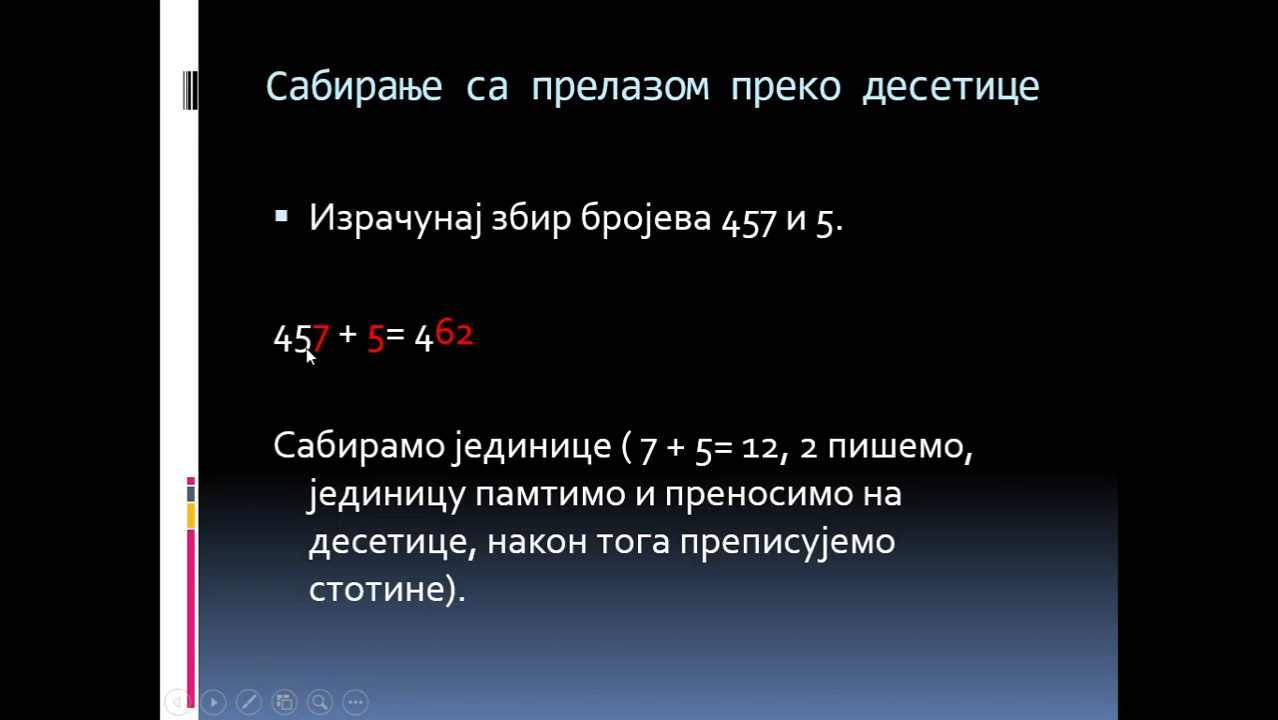 Сабирање са прелазом преко десетице
Израчунај збир бројева 457 и 5.
457 + 5= 462
Сабирамо јединице ( 7 + 5= 12, 2 пишемо,
јединицу памтимо и преносимо на
десетице, након тога преписујемо
стотине).